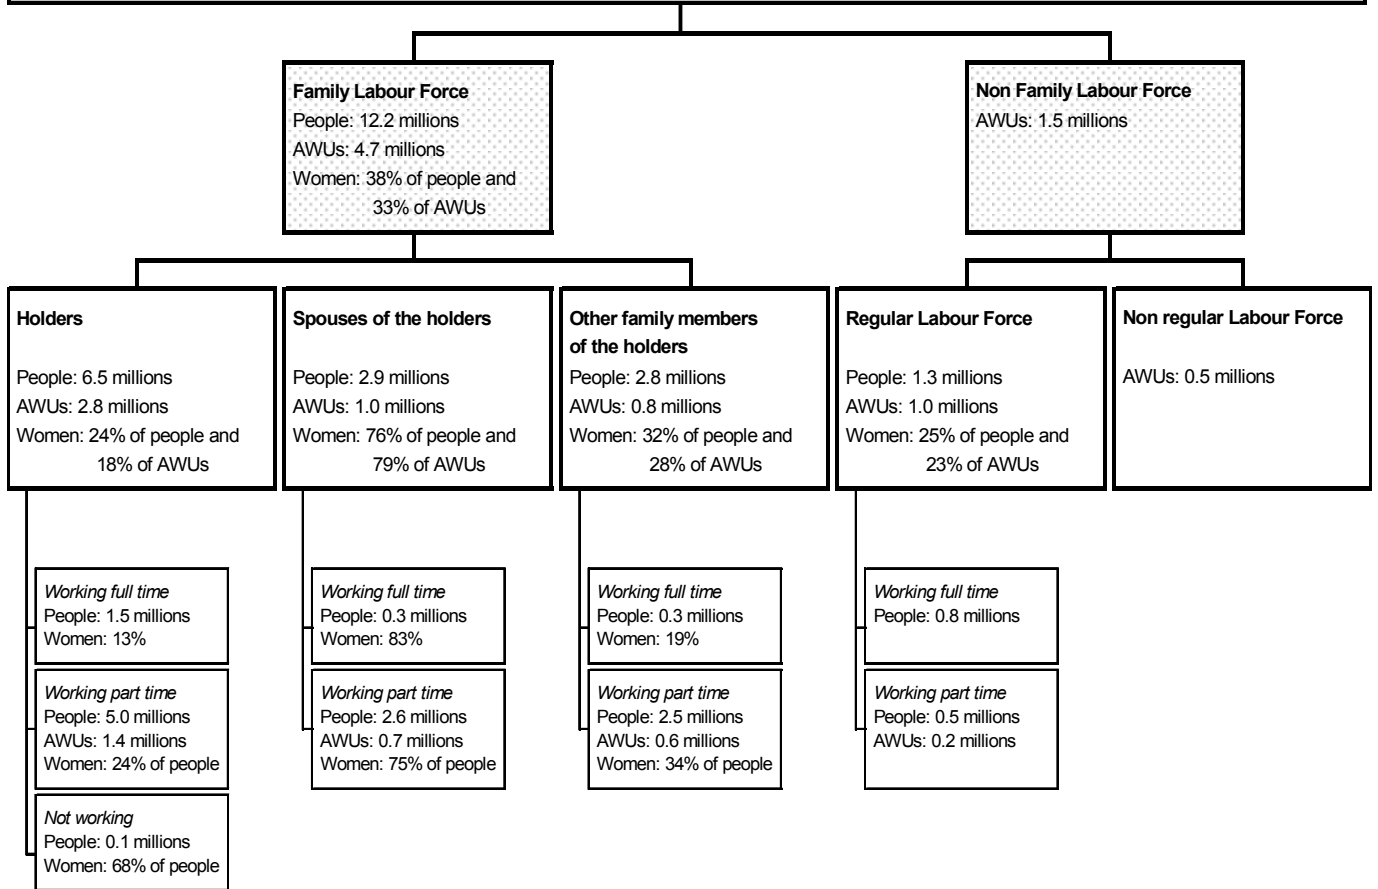 Family Labour Force
People: 12.2 millions
AWUs: 4.7 millions
Women: 38% of people and
33% of AWUs
Non Family Labour Force
AWUs: 1.5 millions
Holders
People: 6.5 millions
AWUs: 2.8 millions
Women: 24% of people and
18% of AWUs
Spouses of the holders
People: 2.9 millions
AWUs: 1.0 millions
Women: 76% of people and
79% of AWUs
Other family members
of the holders
People: 2.8 millions
AWUs: 0.8 millions
Women: 32% of people and
28% of AWUs
Regular Labour Force
People: 1.3 millions
AWUs: 1.0 millions
Women: 25% of people and
23% of AWUs
Non regular Labour Force
AWUs: 0.5 millions
Working full time
People: 1.5 millions
Women: 13%
Working part time
People: 5.0 millions
AWUs: 1.4 millions
Women: 24% of people
Not working
People: 0.1 millions
Women: 68% of people
Working full time
People: 0.3 millions
Women: 83%
Working part time
People: 2.6 millions
AWUs: 0.7 millions
Women: 75% of people
Working full time
People: 0.3 millions
Women: 19%
Working part time
People: 2.5 millions
AWUs: 0.6 millions
Women: 34% of people
Working full time
People: 0.8 millions
Working part time
People: 0.5 millions
AWUs: 0.2 millions